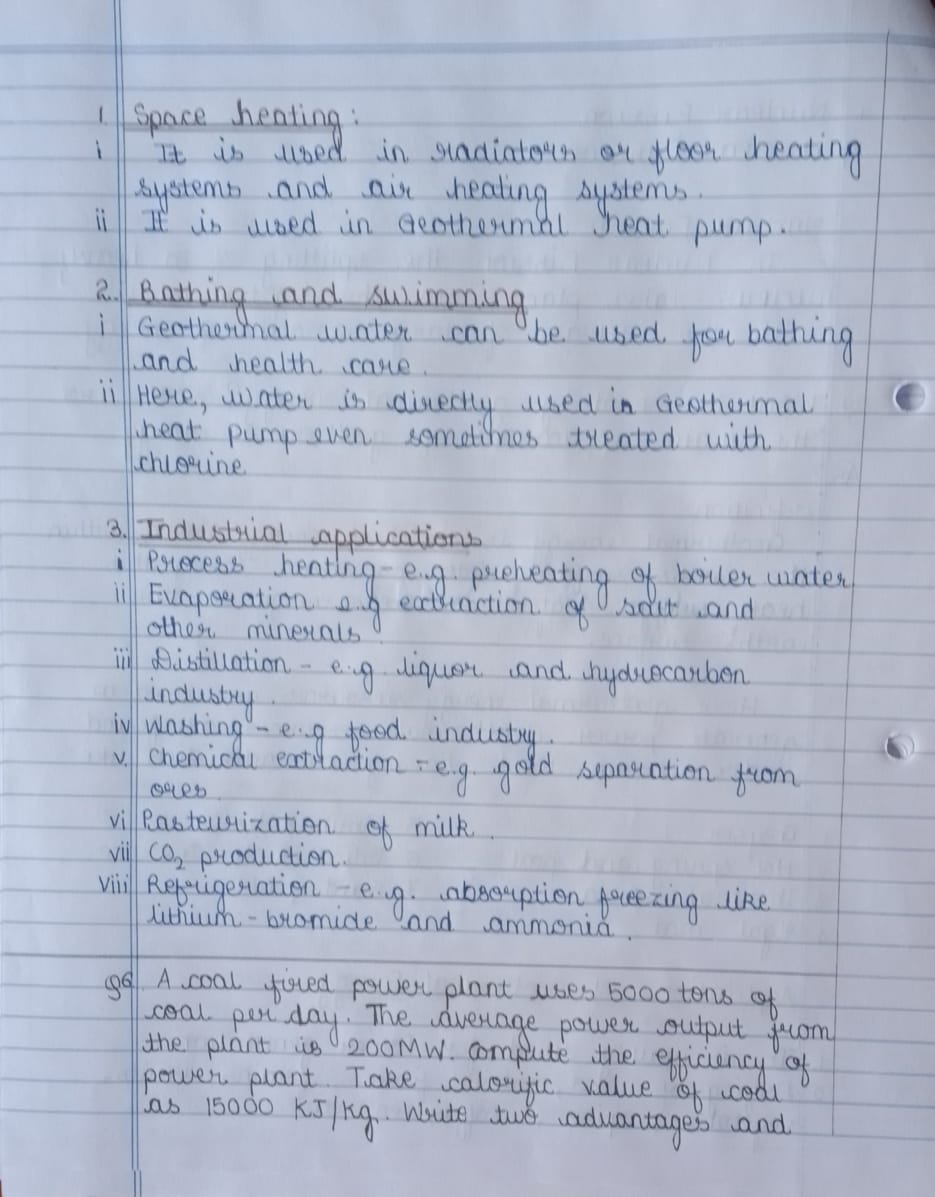 1. Space heating:
i It is used in radiators or floor heating
systems and air heating systems.
ii It is used in Geothermal heat pump.
2. Bathing and swimming
i Geothermal water can be used for bathing
and health care.
ii Here, water is directly used in Geothermal
heat pump even sometimes treated with
chlorine
3. Industrial applications
i Process heating - e.g. preheating of boiler water
ii Evaporation e.g extraction of salt and
other minerals
iii Distillation - e.g liquor and hydrocarbon
industry.
iv Washing - e.g food industry.
v. Chemical extraction - e.g. gold separation from
ores
vi Pasteurization of milk.
vii CO₂ production.
viii Refrigeration - e.g. absorption freezing like
lithium - bromide and ammonia.
Q6. A coal fired power plant uses 5000 tons of
coal per day. The average power output from
the plant is 200MW. compute the efficiency of
power plant. Take calorific value of coal
as 15000 KJ/Kg. Write two advantages and